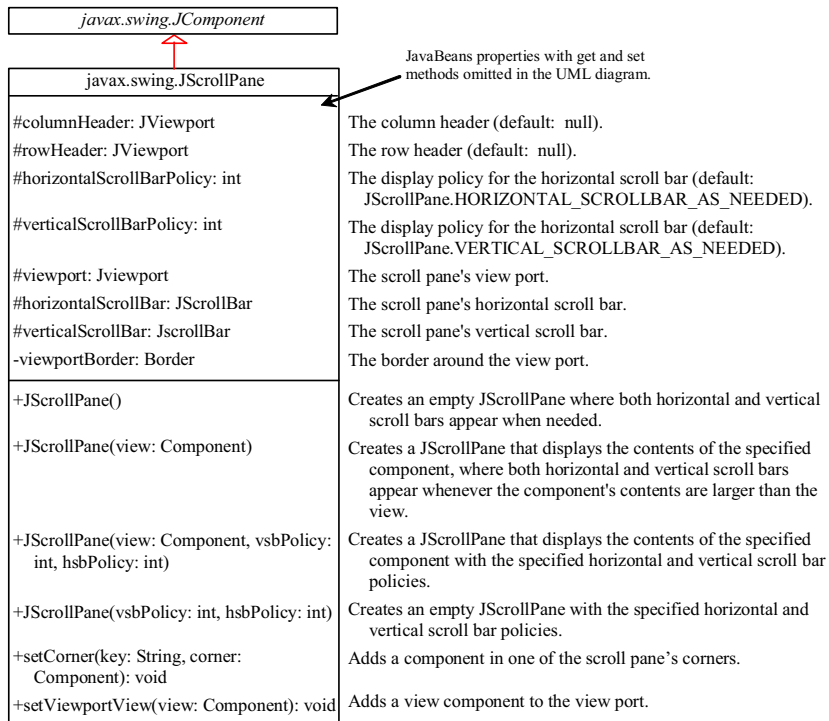 javax.swing.JComponent
JavaBeans properties with get and set
methods omitted in the UML diagram.
javax.swing.JScrollPane
#columnHeader: JViewport
The column header (default: null).
#rowHeader: JViewport
The row header (default: null).
#horizontalScrollBarPolicy: int
The display policy for the horizontal scroll bar (default:
JScrollPane.HORIZONTAL_SCROLLBAR_AS_NEEDED).
#verticalScrollBarPolicy: int
The display policy for the horizontal scroll bar (default:
JScrollPane.VERTICAL_SCROLLBAR_AS_NEEDED).
#viewport: Jviewport
The scroll pane's view port.
#horizontalScrollBar: JScrollBar
The scroll pane's horizontal scroll bar.
#verticalScrollBar: JscrollBar
The scroll pane's vertical scroll bar.
-viewportBorder: Border
The border around the view port.
+JScrollPane()
Creates an empty JScrollPane where both horizontal and vertical
scroll bars appear when needed.
+JScrollPane(view: Component)
Creates a JScrollPane that displays the contents of the specified
component, where both horizontal and vertical scroll bars
appear whenever the component's contents are larger than the
view.
+JScrollPane(view: Component, vsbPolicy:
int, hsbPolicy: int)
Creates a JScrollPane that displays the contents of the specified
component with the specified horizontal and vertical scroll bar
policies.
+JScrollPane(vsbPolicy: int, hsbPolicy: int)
Creates an empty JScrollPane with the specified horizontal and
vertical scroll bar policies.
+setCorner(key: String, corner:
Component): void
Adds a component in one of the scroll pane’s corners.
+setViewportView(view: Component): void
Adds a view component to the view port.